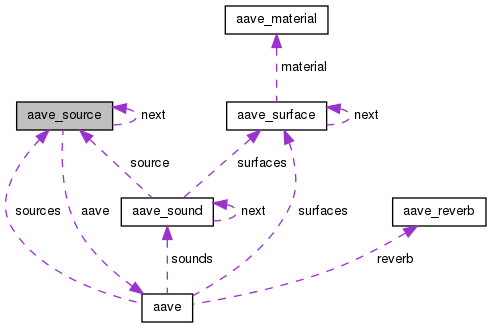 aave_material
material
aave_source
next
aave_surface
next
source
surfaces
sources
aave
aave_sound
next
surfaces
aave_reverb
sounds
reverb
aave